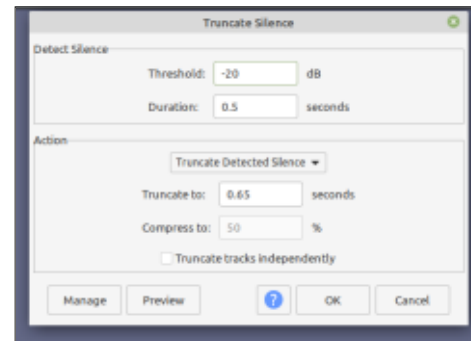 Truncate Silence
Detect Silence
Threshold: -20 dB
Duration: 0.5 seconds
Action
Truncate Detected Silence
Truncate to: 0.65 seconds
Compress to: 50 %
Truncate tracks independently
Manage Preview ? OK Cancel